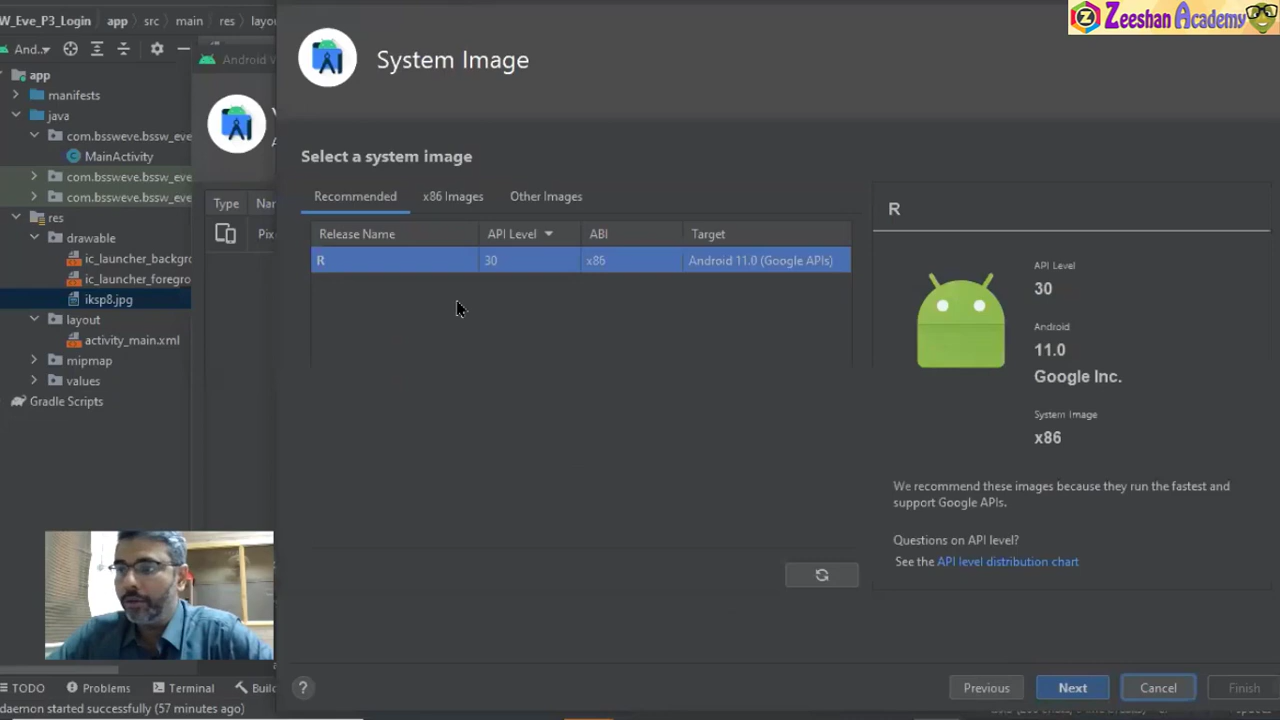 W_Eve_P3_Login app src main res layou
Zeeshan Academy
And...
Android V
System Image
app
manifests
java
com.bssweve.bssw_eve
MainActivity
com.bssweve.bssw_eve
com.bssweve.bssw_eve
res
drawable
ic_launcher_backgro
ic_launcher_foregro
iksp8.jpg
layout
activity_main.xml
mipmap
values
Gradle Scripts
Type Nar
Pix
Select a system image
Recommended x86 Images Other Images
Release Name API Level ABI Target
R 30 x86 Android 11.0 (Google APIs)
R
API Level
30
Android
11.0
Google Inc.
System Image
x86
We recommend these images because they run the fastest and
support Google APIs.
Questions on API level?
See the API level distribution chart
? Previous Next Cancel Finish
TODO Problems Terminal Build
daemon started successfully (57 minutes ago)